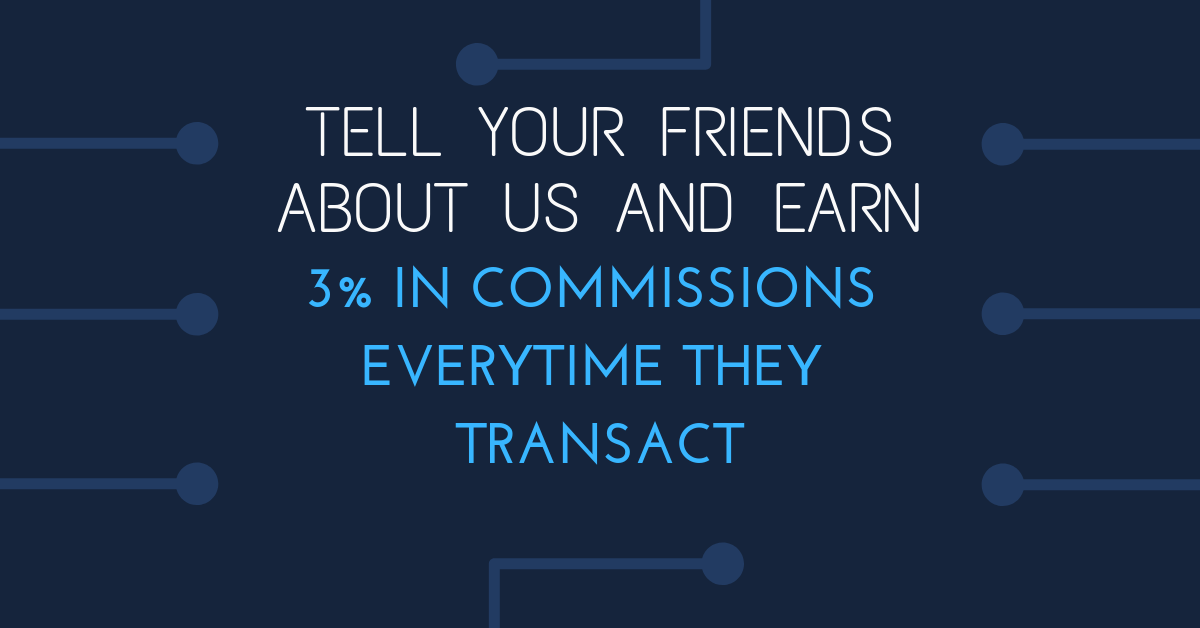 TELL YOUR FRIENDS
ABOUT US AND EARN
3% IN COMMISSIONS
EVERYTIME THEY
TRANSACT